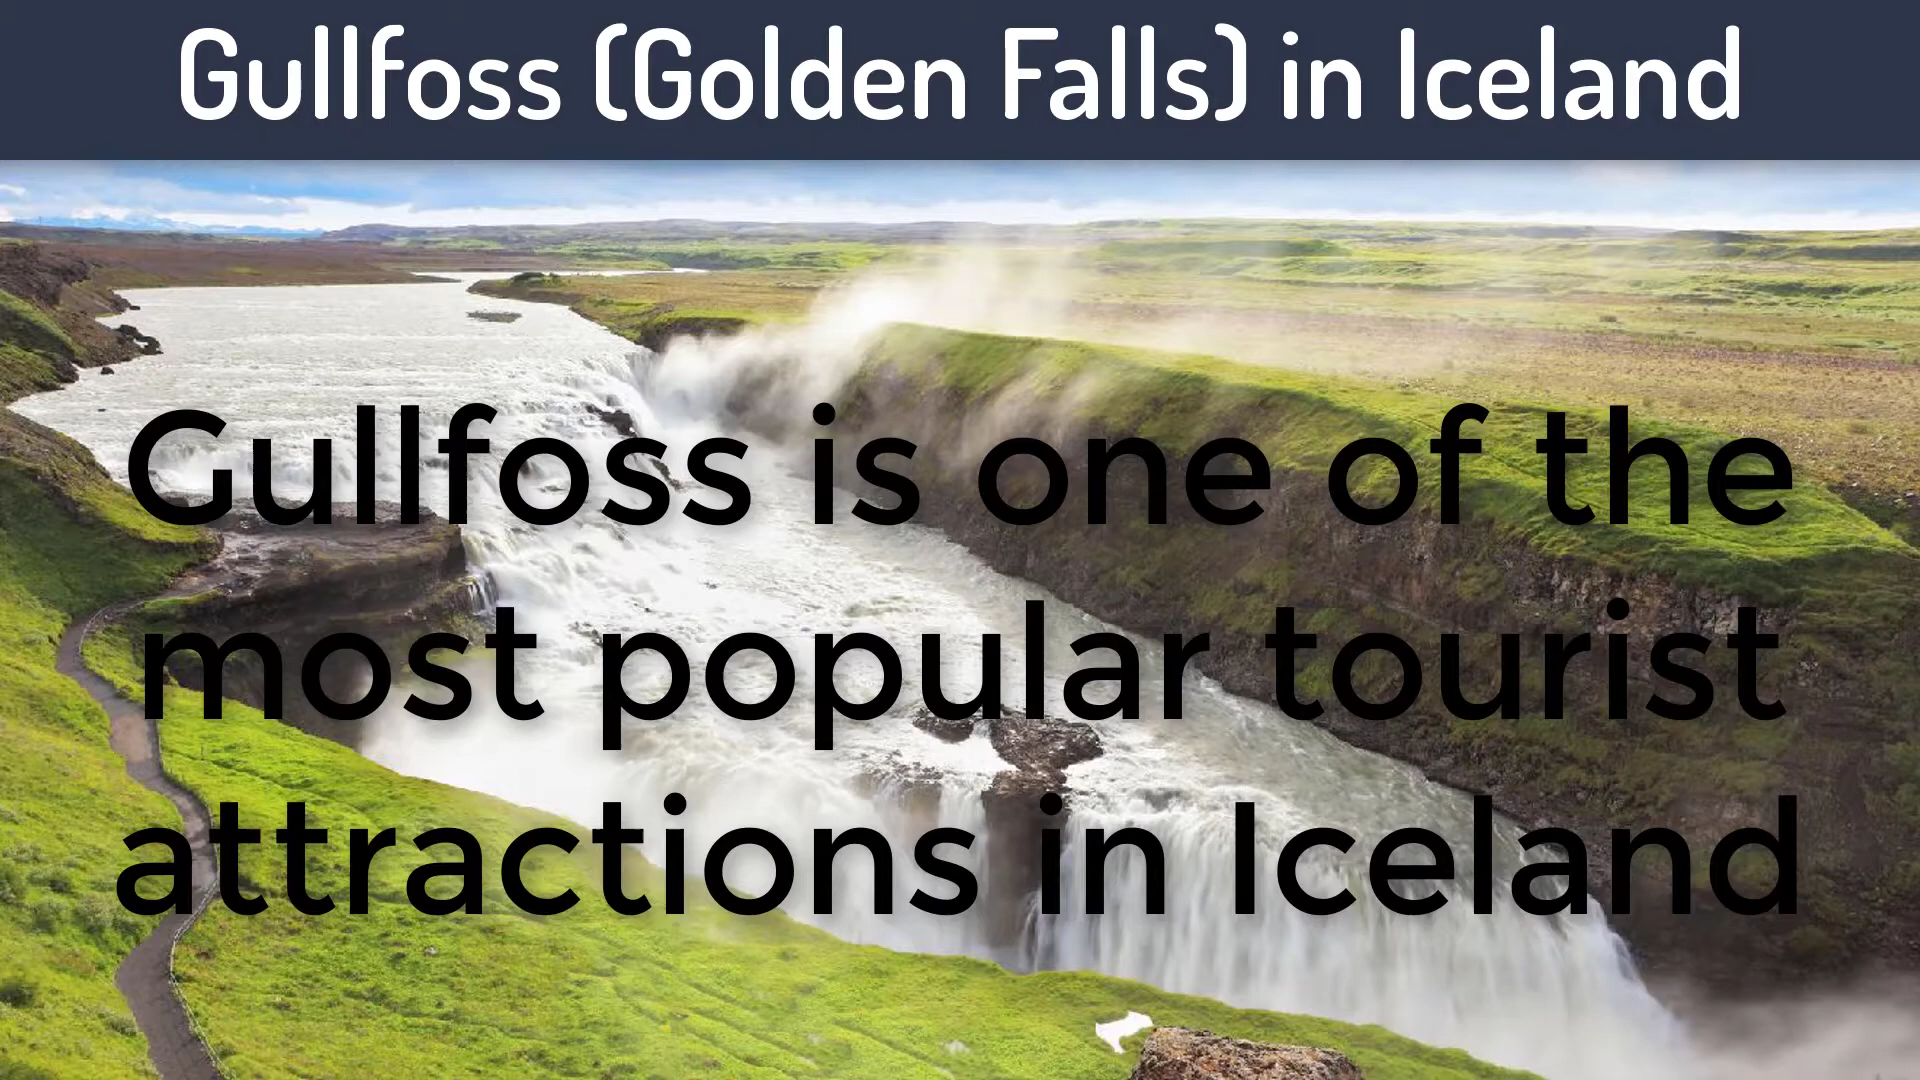 Gullfoss (Golden Falls) in Iceland
Gullfoss is one of the
most popular tourist
attractions in Iceland